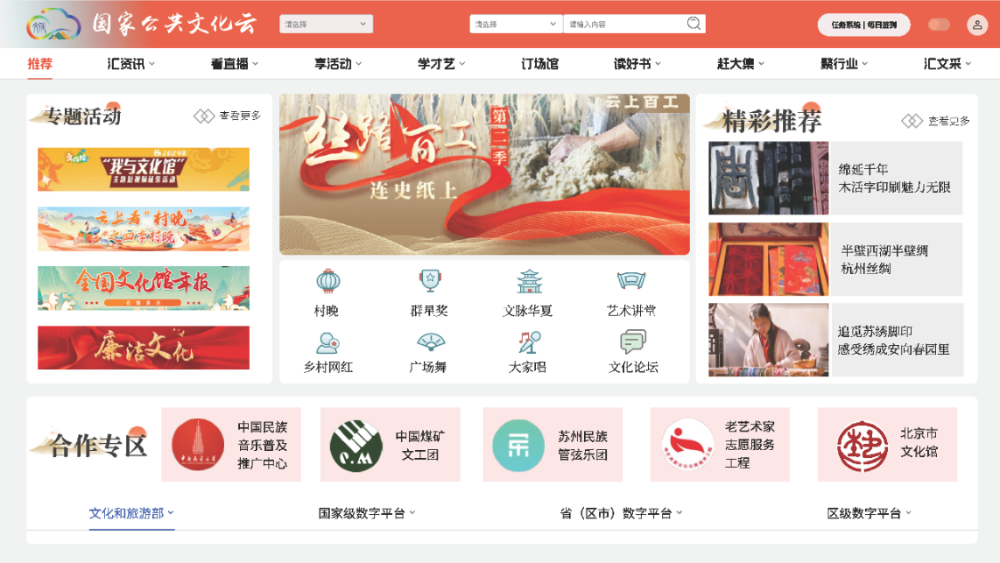 国家公共文化云
请选择
请选择
请输入内容
任务系统 | 每日签到
推荐
汇资讯
看直播
享活动
学才艺
订场馆
读好书
赶大集
聚行业
汇文采
专题活动
查看更多
2024年
“我与文化馆”
主题短视频征集活动
云上看“村晚”
之四季村晚
全国文化馆年报
廉洁文化
云上百工
丝路百工
第二季
连史纸上
村晚
群星奖
文脉华夏
艺术讲堂
乡村网红
广场舞
大家唱
文化论坛
精彩推荐
查看更多
绵延千年
木活字印刷魅力无限
半壁西湖半壁绸
杭州丝绸
追觅苏绣脚印
感受绣成安向春园里
合作专区
中国民族
音乐普及
推广中心
中国煤矿
文工团
苏州民族
管弦乐团
老艺术家
志愿服务
工程
北京市
文化馆
文化和旅游部
国家级数字平台
省（区市）数字平台
区级数字平台